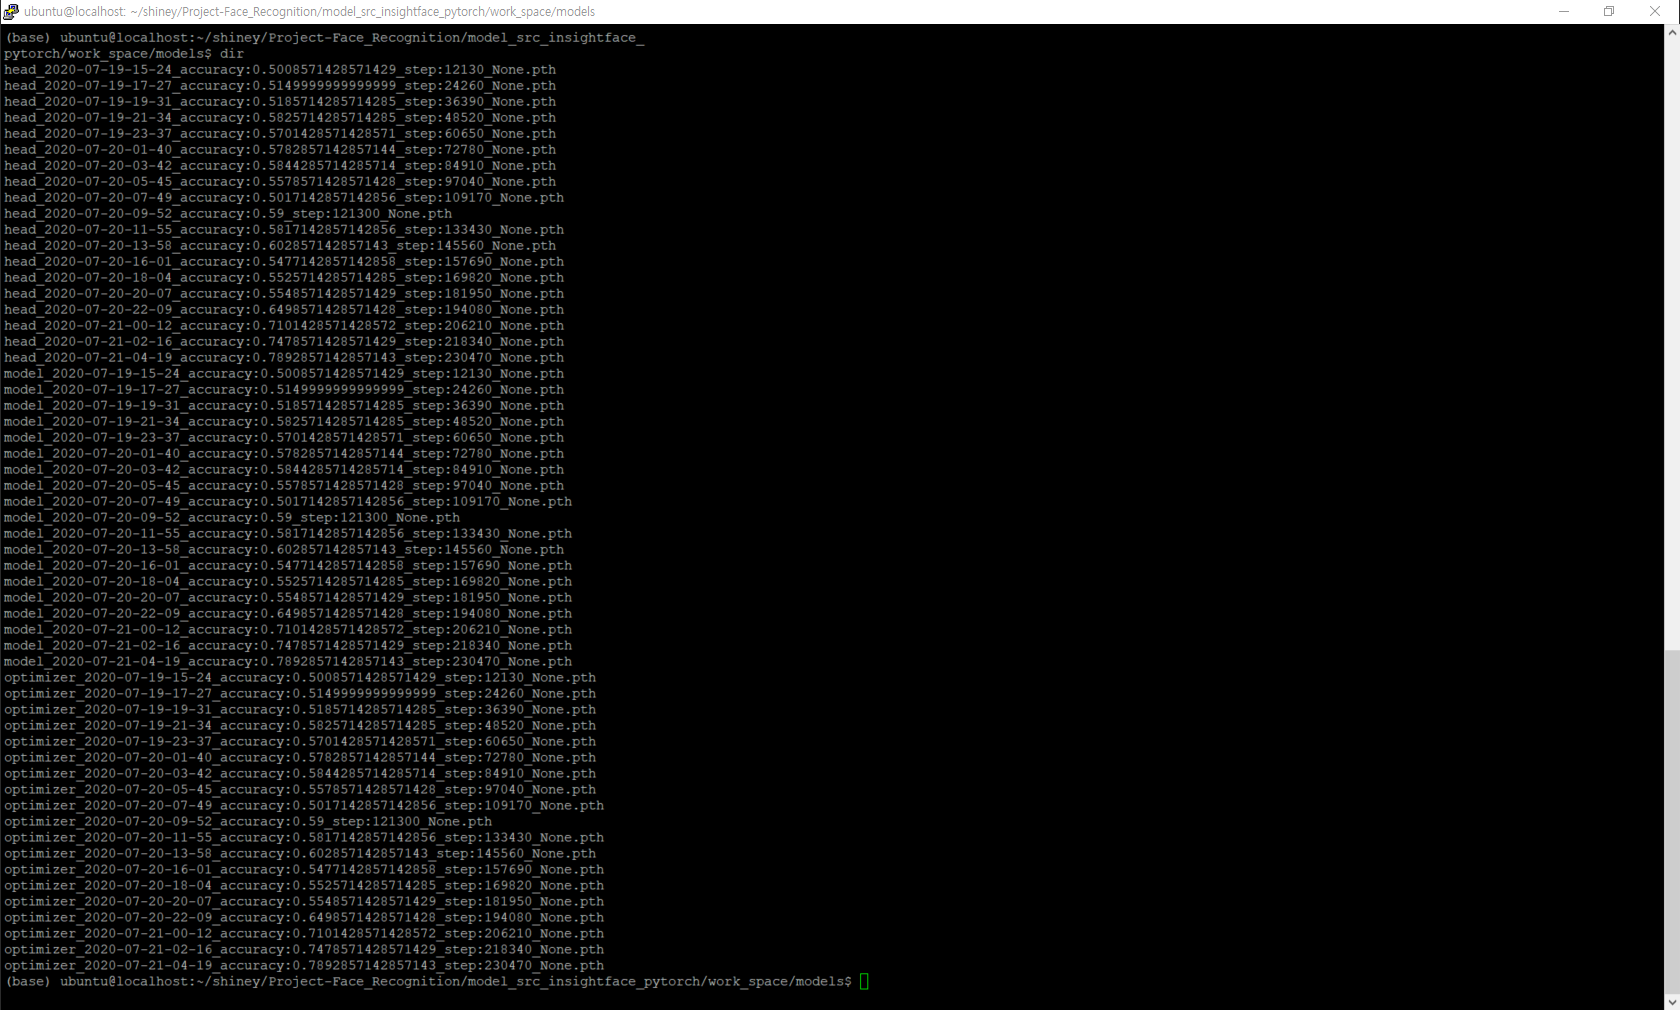 ubuntu@localhost: ~/shiney/Project-Face_Recognition/model_src_insightface_pytorch/work_space/models
(base) ubuntu@localhost:~/shiney/Project-Face_Recognition/model_src_insightface_
pytorch/work_space/models$ dir
head_2020-07-19-15-24_accuracy:0.5008571428571429_step:12130_None.pth
head_2020-07-19-17-27_accuracy:0.5149999999999999_step:24260_None.pth
head_2020-07-19-19-31_accuracy:0.5185714285714285_step:36390_None.pth
head_2020-07-19-21-34_accuracy:0.5825714285714285_step:48520_None.pth
head_2020-07-19-23-37_accuracy:0.5701428571428571_step:60650_None.pth
head_2020-07-20-01-40_accuracy:0.5782857142857144_step:72780_None.pth
head_2020-07-20-03-42_accuracy:0.5844285714285714_step:84910_None.pth
head_2020-07-20-05-45_accuracy:0.5578571428571428_step:97040_None.pth
head_2020-07-20-07-49_accuracy:0.5017142857142856_step:109170_None.pth
head_2020-07-20-09-52_accuracy:0.59_step:121300_None.pth
head_2020-07-20-11-55_accuracy:0.5817142857142856_step:133430_None.pth
head_2020-07-20-13-58_accuracy:0.602857142857143_step:145560_None.pth
head_2020-07-20-16-01_accuracy:0.5477142857142858_step:157690_None.pth
head_2020-07-20-18-04_accuracy:0.5525714285714285_step:169820_None.pth
head_2020-07-20-20-07_accuracy:0.5548571428571429_step:181950_None.pth
head_2020-07-20-22-09_accuracy:0.6498571428571428_step:194080_None.pth
head_2020-07-21-00-12_accuracy:0.7101428571428572_step:206210_None.pth
head_2020-07-21-02-16_accuracy:0.7478571428571429_step:218340_None.pth
head_2020-07-21-04-19_accuracy:0.7892857142857143_step:230470_None.pth
model_2020-07-19-15-24_accuracy:0.5008571428571429_step:12130_None.pth
model_2020-07-19-17-27_accuracy:0.5149999999999999_step:24260_None.pth
model_2020-07-19-19-31_accuracy:0.5185714285714285_step:36390_None.pth
model_2020-07-19-21-34_accuracy:0.5825714285714285_step:48520_None.pth
model_2020-07-19-23-37_accuracy:0.5701428571428571_step:60650_None.pth
model_2020-07-20-01-40_accuracy:0.5782857142857144_step:72780_None.pth
model_2020-07-20-03-42_accuracy:0.5844285714285714_step:84910_None.pth
model_2020-07-20-05-45_accuracy:0.5578571428571428_step:97040_None.pth
model_2020-07-20-07-49_accuracy:0.5017142857142856_step:109170_None.pth
model_2020-07-20-09-52_accuracy:0.59_step:121300_None.pth
model_2020-07-20-11-55_accuracy:0.5817142857142856_step:133430_None.pth
model_2020-07-20-13-58_accuracy:0.602857142857143_step:145560_None.pth
model_2020-07-20-16-01_accuracy:0.5477142857142858_step:157690_None.pth
model_2020-07-20-18-04_accuracy:0.5525714285714285_step:169820_None.pth
model_2020-07-20-20-07_accuracy:0.5548571428571429_step:181950_None.pth
model_2020-07-20-22-09_accuracy:0.6498571428571428_step:194080_None.pth
model_2020-07-21-00-12_accuracy:0.7101428571428572_step:206210_None.pth
model_2020-07-21-02-16_accuracy:0.7478571428571429_step:218340_None.pth
model_2020-07-21-04-19_accuracy:0.7892857142857143_step:230470_None.pth
optimizer_2020-07-19-15-24_accuracy:0.5008571428571429_step:12130_None.pth
optimizer_2020-07-19-17-27_accuracy:0.5149999999999999_step:24260_None.pth
optimizer_2020-07-19-19-31_accuracy:0.5185714285714285_step:36390_None.pth
optimizer_2020-07-19-21-34_accuracy:0.5825714285714285_step:48520_None.pth
optimizer_2020-07-19-23-37_accuracy:0.5701428571428571_step:60650_None.pth
optimizer_2020-07-20-01-40_accuracy:0.5782857142857144_step:72780_None.pth
optimizer_2020-07-20-03-42_accuracy:0.5844285714285714_step:84910_None.pth
optimizer_2020-07-20-05-45_accuracy:0.5578571428571428_step:97040_None.pth
optimizer_2020-07-20-07-49_accuracy:0.5017142857142856_step:109170_None.pth
optimizer_2020-07-20-09-52_accuracy:0.59_step:121300_None.pth
optimizer_2020-07-20-11-55_accuracy:0.5817142857142856_step:133430_None.pth
optimizer_2020-07-20-13-58_accuracy:0.602857142857143_step:145560_None.pth
optimizer_2020-07-20-16-01_accuracy:0.5477142857142858_step:157690_None.pth
optimizer_2020-07-20-18-04_accuracy:0.5525714285714285_step:169820_None.pth
optimizer_2020-07-20-20-07_accuracy:0.5548571428571429_step:181950_None.pth
optimizer_2020-07-20-22-09_accuracy:0.6498571428571428_step:194080_None.pth
optimizer_2020-07-21-00-12_accuracy:0.7101428571428572_step:206210_None.pth
optimizer_2020-07-21-02-16_accuracy:0.7478571428571429_step:218340_None.pth
optimizer_2020-07-21-04-19_accuracy:0.7892857142857143_step:230470_None.pth
(base) ubuntu@localhost:~/shiney/Project-Face_Recognition/model_src_insightface_pytorch/work_space/models$